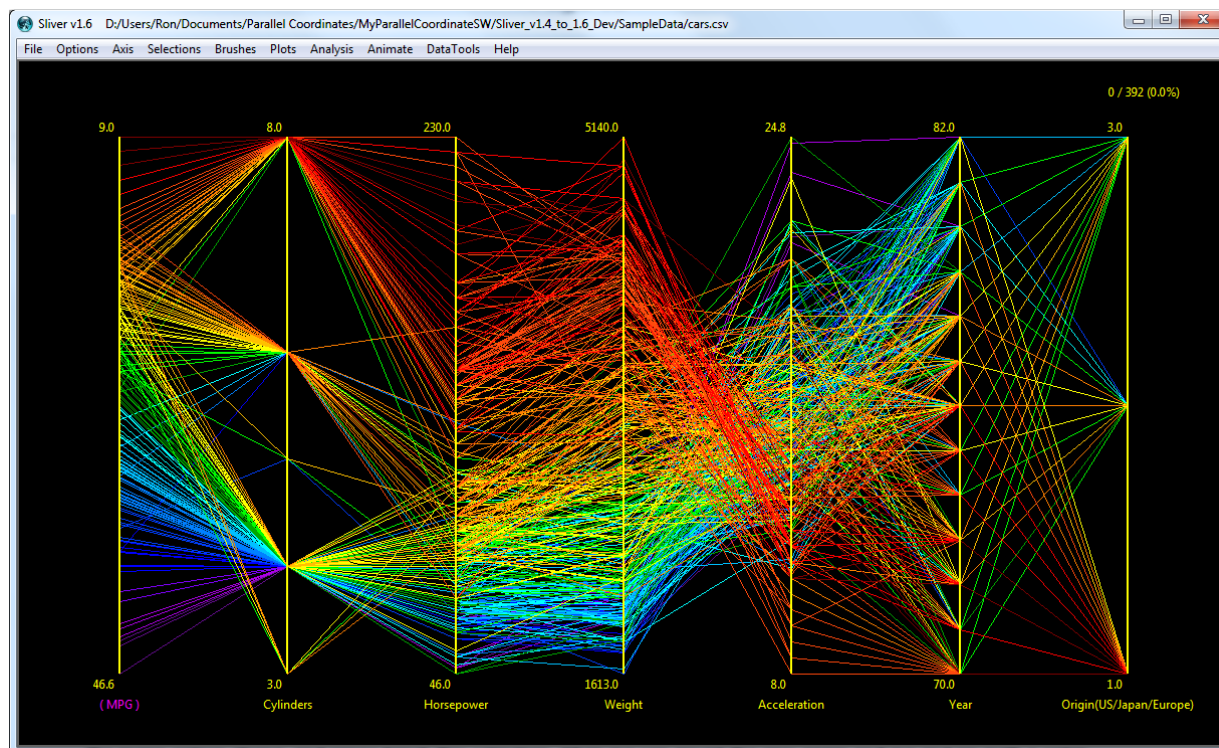 Sliver v1.6 D:/Users/Ron/Documents/Parallel Coordinates/MyParallelCoordinateSW/Sliver_v1.4_to_1.6_Dev/SampleData/cars.csv
File Options Axis Selections Brushes Plots Analysis Animate DataTools Help
0 / 392 (0.0%)
9.0 8.0 230.0 5140.0 24.8 82.0 3.0
46.6 3.0 46.0 1613.0 8.0 70.0 1.0
( MPG ) Cylinders Horsepower Weight Acceleration Year Origin(US/Japan/Europe)